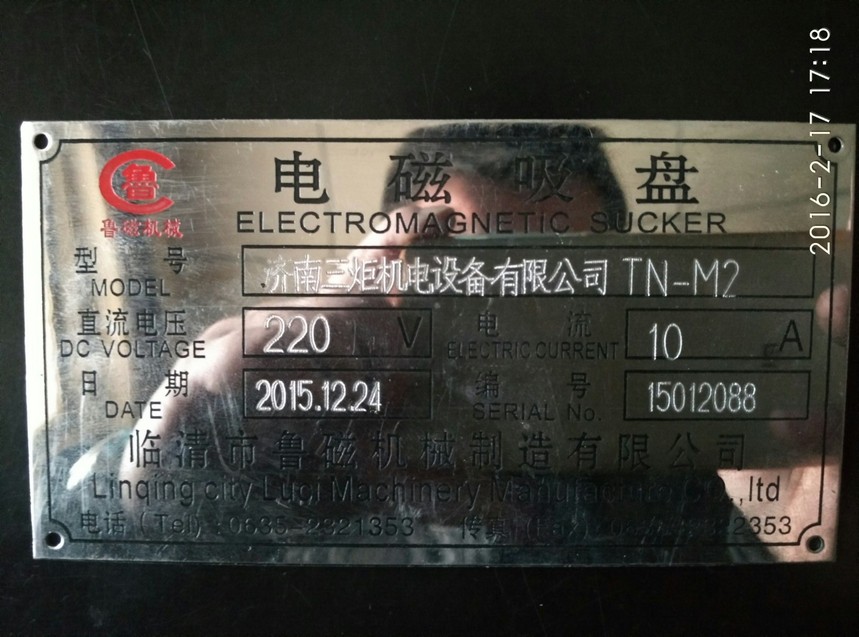 2016-2-17 17:18
鲁
鲁磁机械
电磁吸盘
ELECTROMAGNETIC SUCKER
型号 济南三炬机电设备有限公司 TN-M2
MODEL
直流电压 220 V 电流 10 A
DC VOLTAGE ELECTRIC CURRENT
日期 2015.12.24 编号 15012088
DATE SERIAL No.
临清市鲁磁机械制造有限公司
Linqing city Luci Machinery Manufacture CO.,ltd
电话(Tel):0635-2321353 传真(Fax)